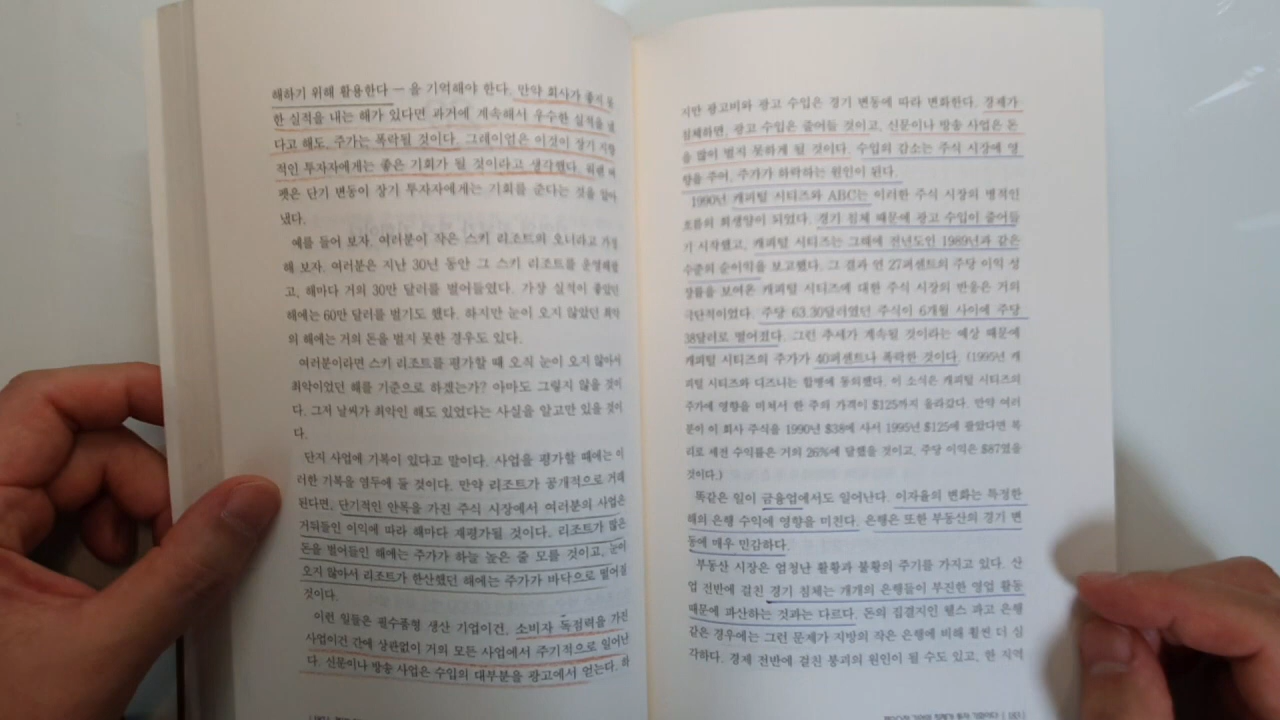 해하기 위해 활용한다 — 을 기억해야 한다. 만약 회사가 좋지 못
한 실적을 내는 해가 있다면 과거에 계속해서 우수한 실적을 냈
다고 해도, 주가는 폭락될 것이다. 그레이엄은 이것이 장기 지향
적인 투자자에게는 좋은 기회가 될 것이라고 생각했다. 워렌 버
펫은 단기 변동이 장기 투자자에게는 기회를 준다는 것을 알아
냈다.
예를 들어 보자. 여러분이 작은 스키 리조트의 오너라고 가정
해 보자. 여러분은 지난 30년 동안 그 스키 리조트를 운영해왔
고, 해마다 거의 30만 달러를 벌어들였다. 가장 실적이 좋았던
해에는 60만 달러를 벌기도 했다. 하지만 눈이 오지 않았던 최악
의 해에는 거의 돈을 벌지 못한 경우도 있다.
여러분이라면 스키 리조트를 평가할 때 오직 눈이 오지 않아서
최악이었던 해를 기준으로 하겠는가? 아마도 그렇지 않을 것이
다. 그저 날씨가 최악인 해도 있었다는 사실을 알고만 있을 것이
다.
단지 사업에 기복이 있다고 말이다. 사업을 평가할 때에는 이
러한 기복을 염두에 둘 것이다. 만약 리조트가 공개적으로 거래
된다면, 단기적인 안목을 가진 주식 시장에서 여러분의 사업은
거둬들인 이익에 따라 해마다 재평가될 것이다. 리조트가 많은
돈을 벌어들인 해에는 주가가 하늘 높은 줄 모를 것이고, 눈이
오지 않아서 리조트가 한산했던 해에는 주가가 바닥으로 떨어질
것이다.
이런 일들은 필수품형 생산 기업이건, 소비자 독점력을 가진
사업이건 간에 상관없이 거의 모든 사업에서 주기적으로 일어난
다. 신문이나 방송 사업은 수입의 대부분을 광고에서 얻는다. 하
지만 광고비와 광고 수입은 경기 변동에 따라 변화한다. 경제가
침체하면, 광고 수입은 줄어들 것이고, 신문이나 방송 사업은 돈
을 많이 벌지 못하게 될 것이다. 수입의 감소는 주식 시장에 영
향을 주어, 주가가 하락하는 원인이 된다.
1990년 캐피털 시티즈와 ABC는 이러한 주식 시장의 병적인
흐름의 희생양이 되었다. 경기 침체 때문에 광고 수입이 줄어들
기 시작했고, 캐피털 시티즈는 그해에 전년도인 1989년과 같은
수준의 순이익을 보고했다. 그 결과 연 27퍼센트의 주당 이익 성
장률을 보여온 캐피털 시티즈에 대한 주식 시장의 반응은 거의
극단적이었다. 주당 63.30달러였던 주식이 6개월 사이에 주당
38달러로 떨어졌다. 그런 추세가 계속될 것이라는 예상 때문에
캐피털 시티즈의 주가가 40퍼센트나 폭락한 것이다. (1995년 캐
피털 시티즈와 디즈니는 합병에 동의했다. 이 소식은 캐피털 시티즈의
주가에 영향을 미쳐서 한 주의 가격이 $125까지 올라갔다. 만약 여러
분이 이 회사 주식을 1990년 $38에 사서 1995년 $125에 팔았다면 복
리로 세전 수익률은 거의 26%에 달했을 것이고, 주당 이익은 $87였을
것이다.)
똑같은 일이 금융업에서도 일어난다. 이자율의 변화는 특정한
해의 은행 수익에 영향을 미친다. 은행은 또한 부동산의 경기 변
동에 매우 민감하다.
부동산 시장은 엄청난 활황과 불황의 주기를 가지고 있다. 산
업 전반에 걸친 경기 침체는 개개의 은행들이 부진한 영업 활동
때문에 파산하는 것과는 다르다. 돈의 집결지인 웰스 파고 은행
같은 경우에는 그런 문제가 지방의 작은 은행에 비해 훨씬 더 심
각하다. 경제 전반에 걸친 붕괴의 원인이 될 수도 있고, 한 지역